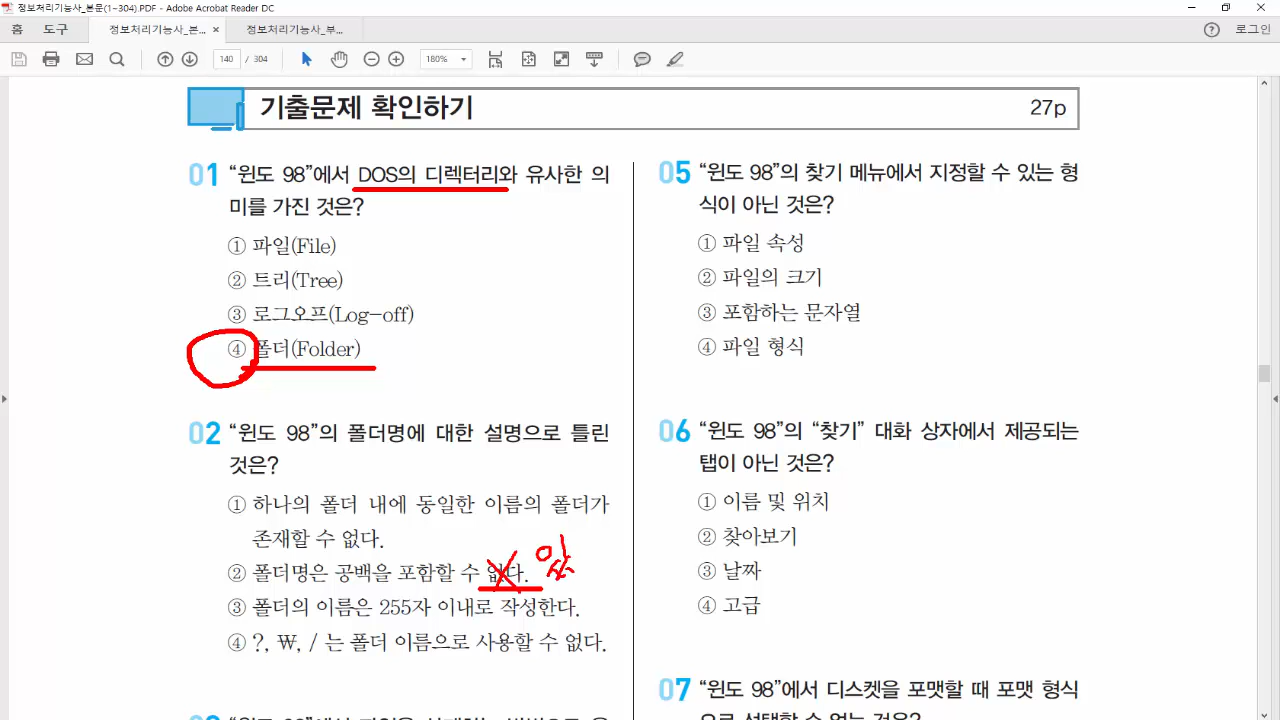 정보처리기능사_본문(1~304).PDF - Adobe Acrobat Reader DC
홈 도구 정보처리기능사_본... × 정보처리기능사_부... 로그인
140 / 304 180%
기출문제 확인하기 27p
01 “윈도 98”에서 DOS의 디렉터리와 유사한 의
미를 가진 것은?
① 파일(File)
② 트리(Tree)
③ 로그오프(Log-off)
④ 폴더(Folder)
02 “윈도 98”의 폴더명에 대한 설명으로 틀린
것은?
① 하나의 폴더 내에 동일한 이름의 폴더가
존재할 수 없다.
② 폴더명은 공백을 포함할 수 없다.
있
③ 폴더의 이름은 255자 이내로 작성한다.
④ ?, ₩, / 는 폴더 이름으로 사용할 수 없다.
05 “윈도 98”의 찾기 메뉴에서 지정할 수 있는 형
식이 아닌 것은?
① 파일 속성
② 파일의 크기
③ 포함하는 문자열
④ 파일 형식
06 “윈도 98”의 “찾기” 대화 상자에서 제공되는
탭이 아닌 것은?
① 이름 및 위치
② 찾아보기
③ 날짜
④ 고급
07 “윈도 98”에서 디스켓을 포맷할 때 포맷 형식